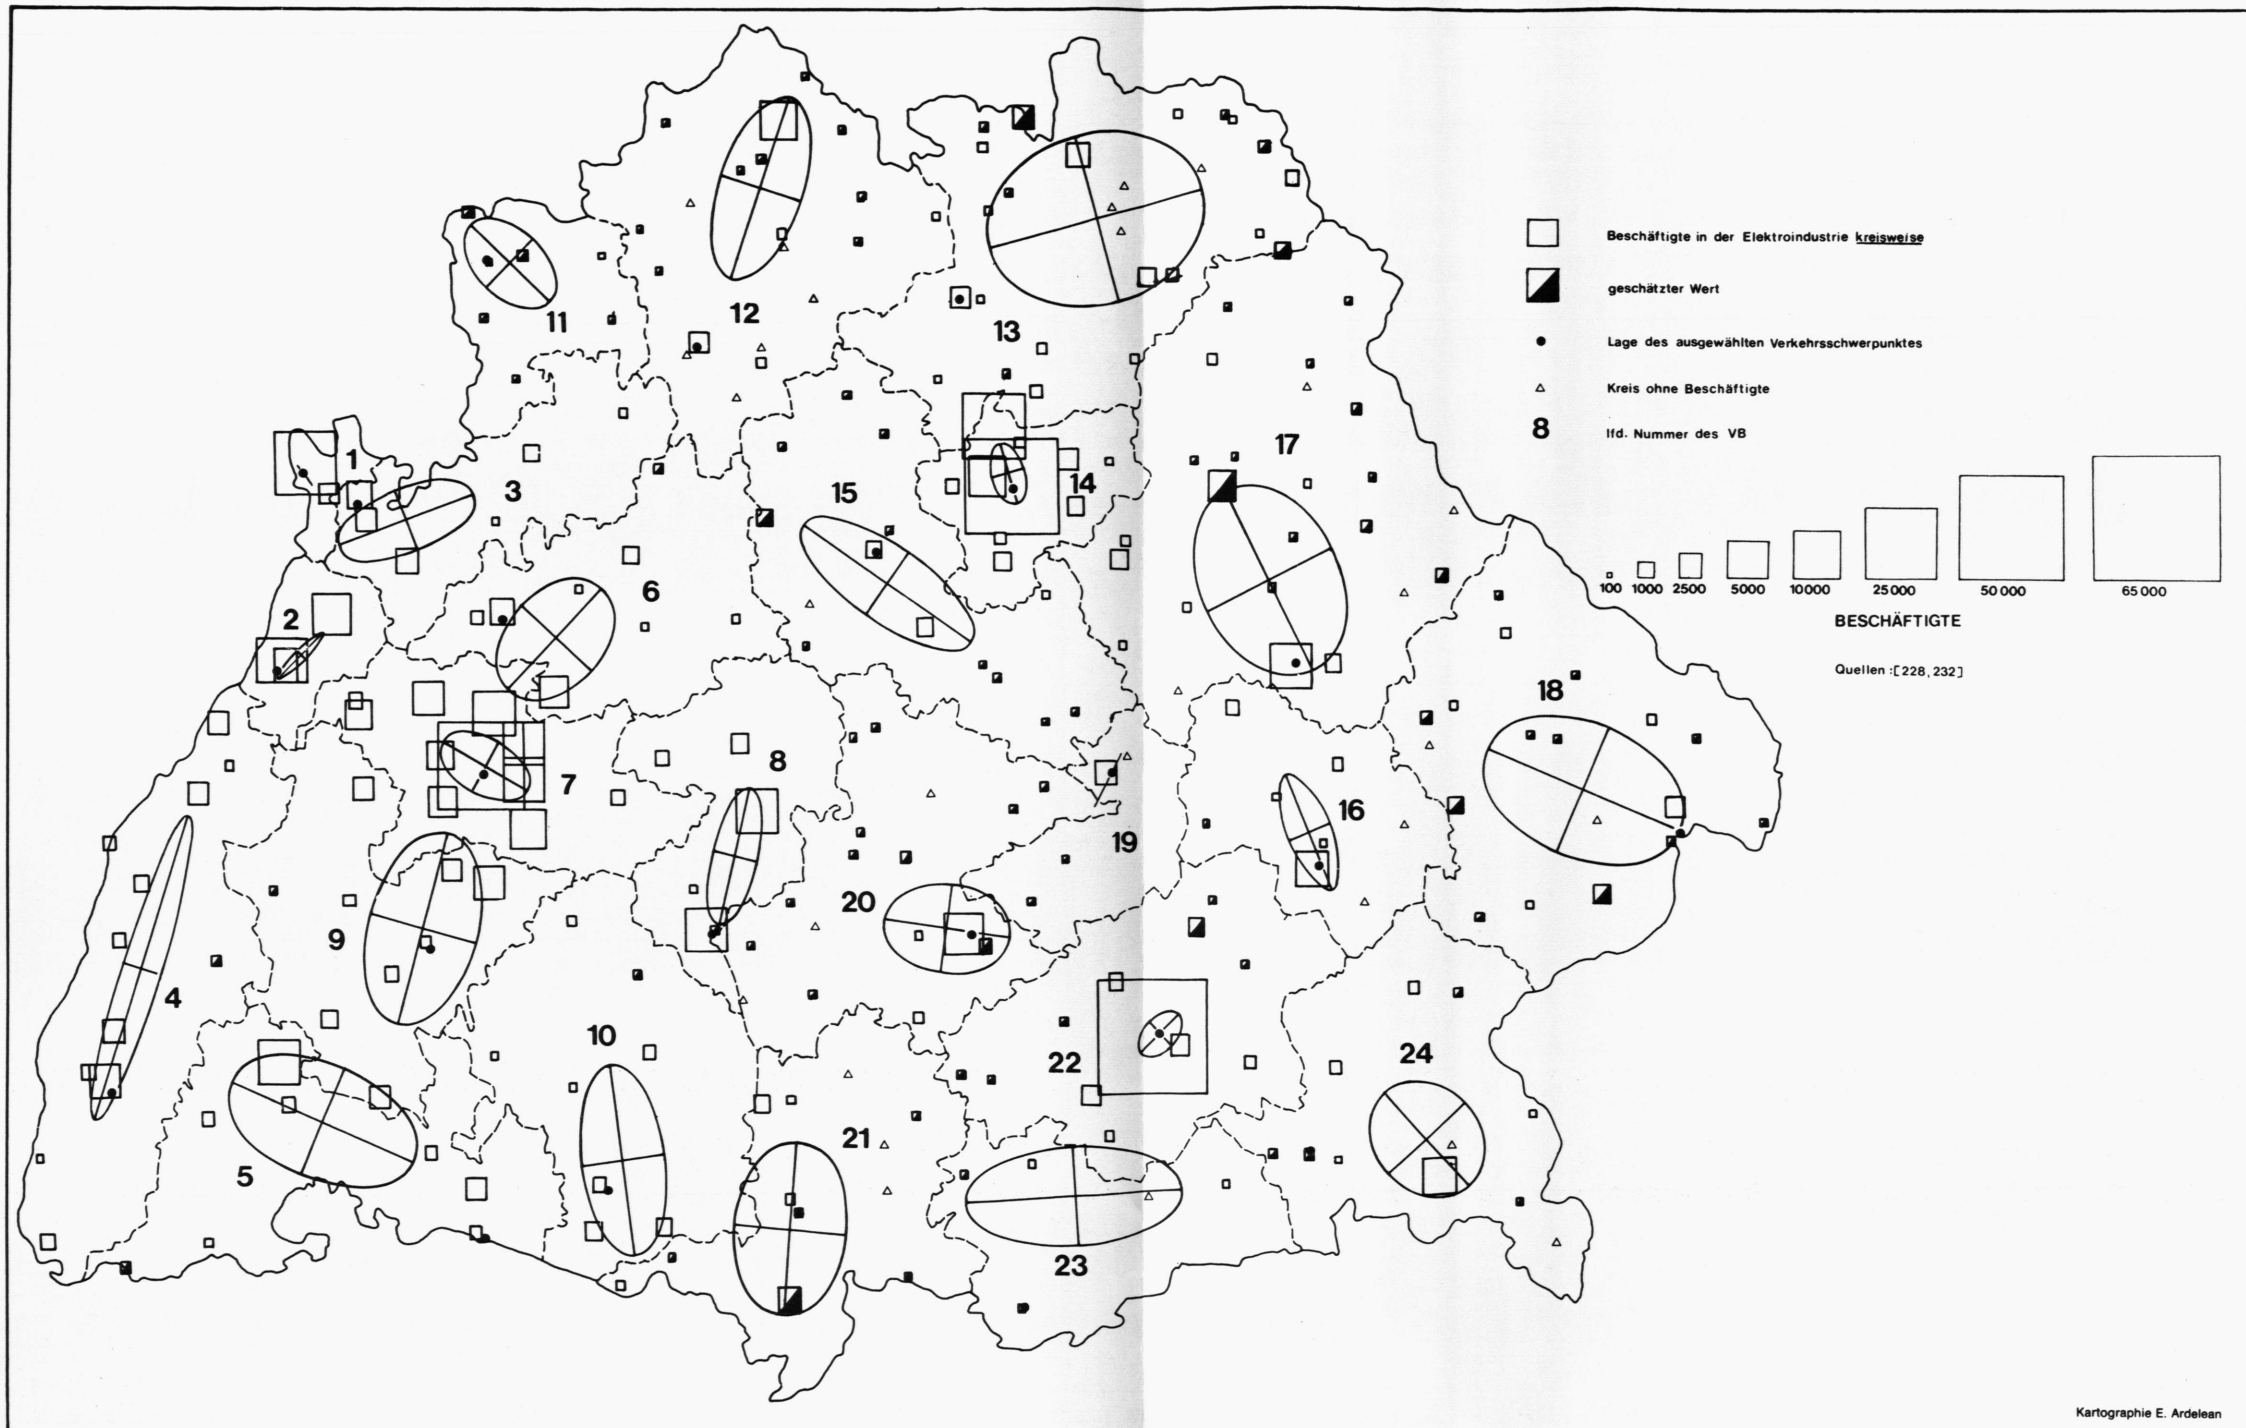 Beschäftigte in der Elektroindustrie kreisweise
geschätzter Wert
Lage des ausgewählten Verkehrsschwerpunktes
Kreis ohne Beschäftigte
8 lfd. Nummer des VB
100 1000 2500 5000 10000 25000 50000 65000
BESCHÄFTIGTE
Quellen :[228,232]
11
12
13
1
3
14
15
17
2
6
18
7
8
16
19
20
9
4
10
22
24
5
21
23
Kartographie E. Ardelean